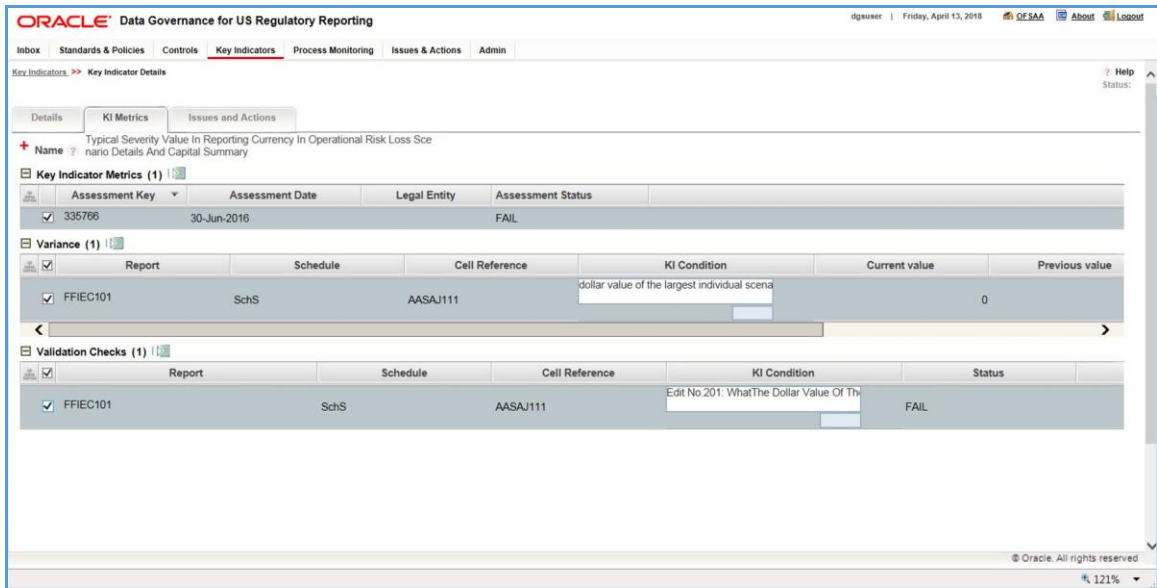 ORACLE® Data Governance for US Regulatory Reporting
dgsuser | Friday, April 13, 2018 OFSAA About Logout
Inbox Standards & Policies Controls Key Indicators Process Monitoring Issues & Actions Admin
Key Indicators >> Key Indicator Details
? Help
Status:
Details KI Metrics Issues and Actions
+ Name ? Typical Severity Value In Reporting Currency In Operational Risk Loss Sce
nario Details And Capital Summary
Key Indicator Metrics (1)
Assessment Key Assessment Date Legal Entity Assessment Status
335766 30-Jun-2016 FAIL
Variance (1)
Report Schedule Cell Reference KI Condition Current value Previous value
FFIEC101 SchS AASAJ111 dollar value of the largest individual scena 0
Validation Checks (1)
Report Schedule Cell Reference KI Condition Status
FFIEC101 SchS AASAJ111 Edit No.201: WhatThe Dollar Value Of The FAIL
© Oracle. All rights reserved
121%